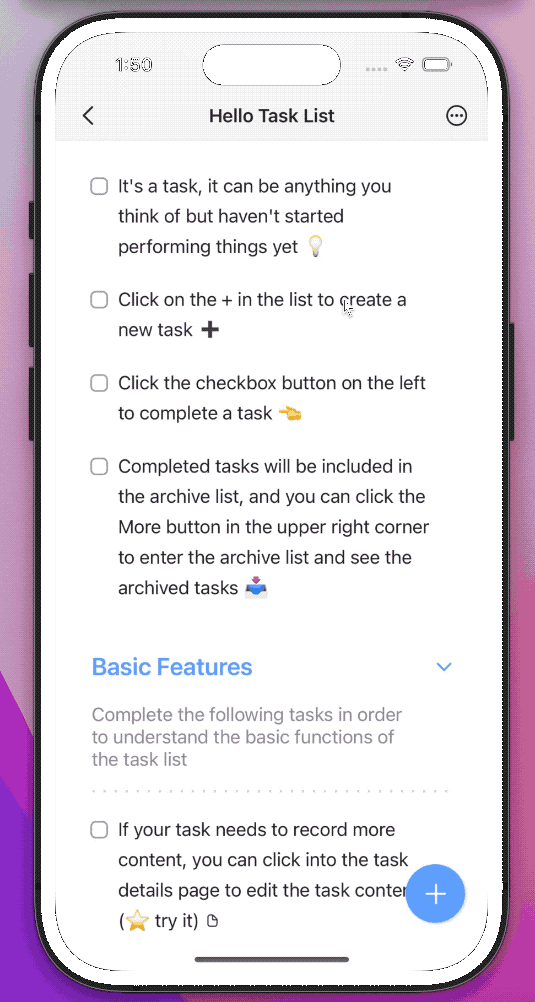 1:50
Hello Task List
It's a task, it can be anything you
think of but haven't started
performing things yet 💡
Click on the + in the list to create a
new task ➕
Click the checkbox button on the left
to complete a task 👈
Completed tasks will be included in
the archive list, and you can click the
More button in the upper right corner
to enter the archive list and see the
archived tasks 📥
Basic Features
Complete the following tasks in order
to understand the basic functions of
the task list
If your task needs to record more
content, you can click into the task
details page to edit the task
(⭐ try it)